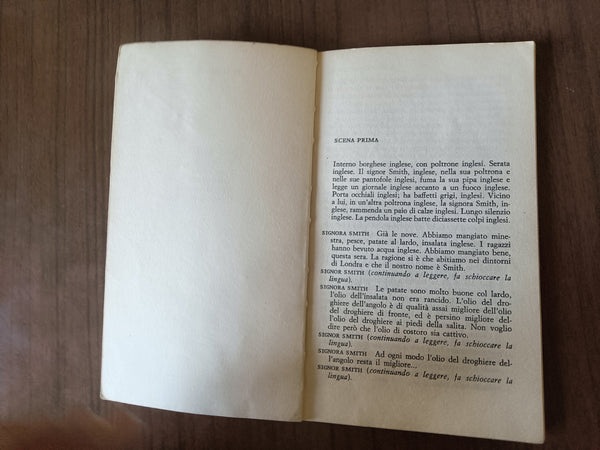 SCENA PRIMA
Interno borghese inglese, con poltrone inglesi. Serata
inglese. Il signor Smith, inglese, nella sua poltrona e
nelle sue pantofole inglesi, fuma la sua pipa inglese e
legge un giornale inglese accanto a un fuoco inglese.
Porta occhiali inglesi; ha baffetti grigi, inglesi. Vicino
a lui, in un'altra poltrona inglese, la signora Smith, in-
glese, rammenda un paio di calze inglesi. Lungo silenzio
inglese. La pendola inglese batte diciassette colpi inglesi.
SIGNORA SMITH Già le nove. Abbiamo mangiato mine-
stra, pesce, patate al lardo, insalata inglese. I ragazzi
hanno bevuto acqua inglese. Abbiamo mangiato bene,
questa sera. La ragione si è che abitiamo nei dintorni
di Londra e che il nostro nome è Smith.
SIGNOR SMITH (continuando a leggere, fa schioccare la
lingua).
SIGNORA SMITH Le patate sono molto buone col lardo,
l'olio dell'insalata non era rancido. L'olio del dro-
ghiere dell'angolo è di qualità assai migliore dell'olio
del droghiere di fronte, ed è persino migliore del-
l'olio del droghiere ai piedi della salita. Non voglio
dire però che l'olio di costoro sia cattivo.
SIGNOR SMITH (continuando a leggere, fa schioccare la
lingua).
SIGNORA SMITH Ad ogni modo l'olio del droghiere del-
l'angolo resta il migliore...
SIGNOR SMITH (continuando a leggere, fa schioccare la
lingua).